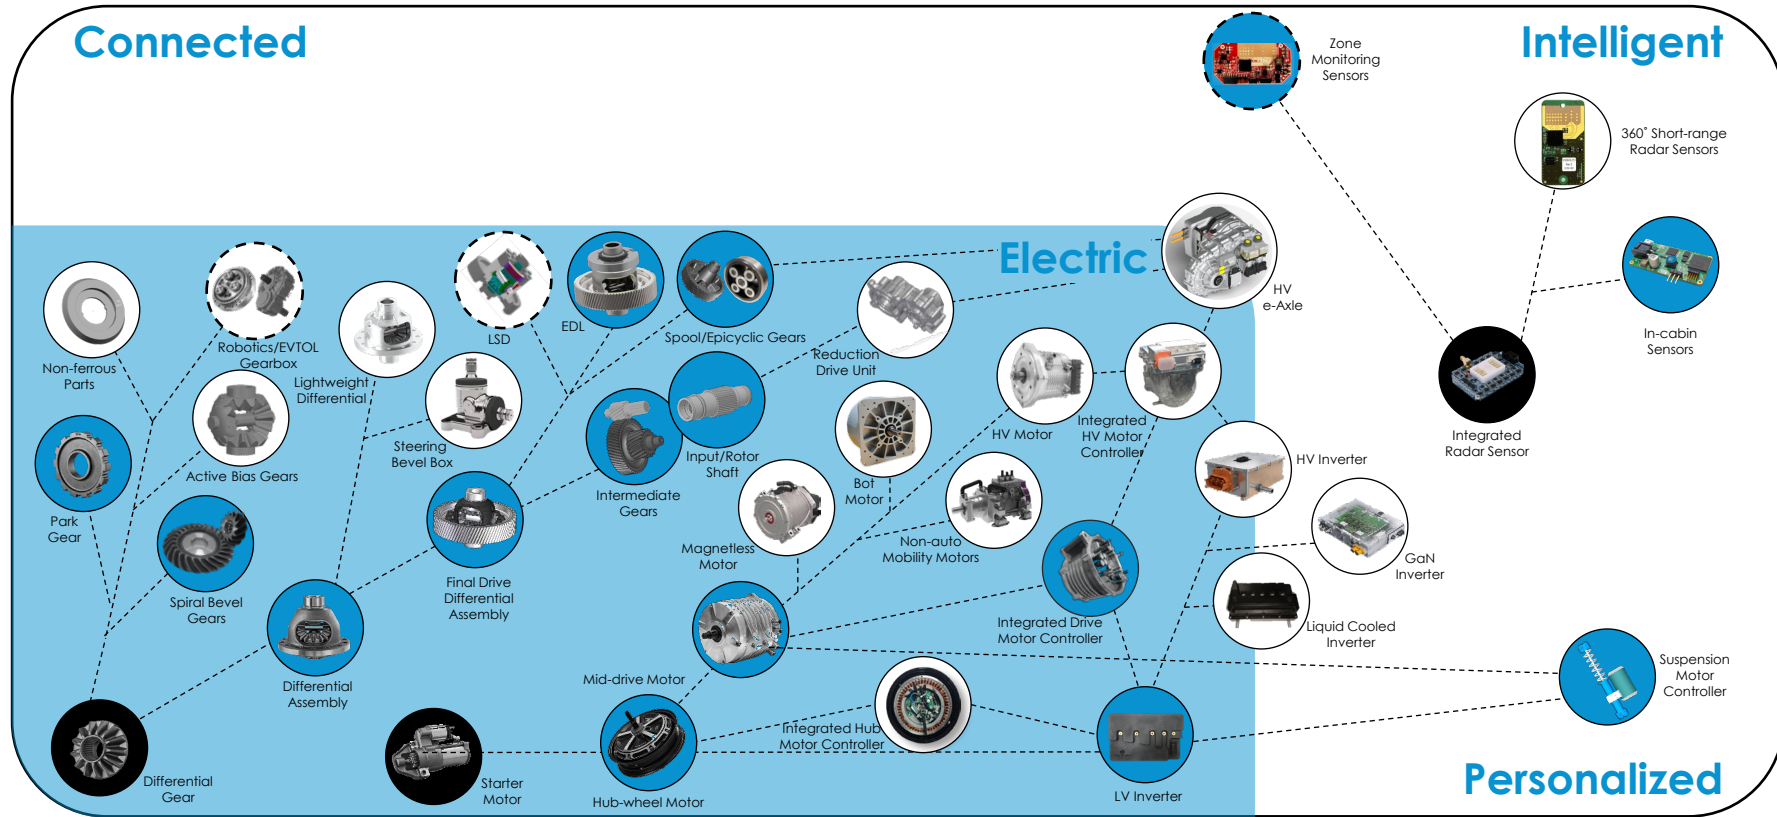 Connected
Intelligent
Zone
Monitoring
Sensors
360° Short-range
Radar Sensors
Electric
HV
e-Axle
In-cabin
Sensors
Non-ferrous
Parts
Robotics/EVTOL
Gearbox
Lightweight
Differential
LSD
EDL
Spool/Epicyclic Gears
Reduction
Drive Unit
Integrated
Radar Sensor
Park
Gear
Active Bias Gears
Steering
Bevel Box
Intermediate
Gears
Input/Rotor
Shaft
Bot
Motor
HV Motor
Integrated
HV Motor
Controller
HV Inverter
Spiral Bevel
Gears
Final Drive
Differential
Assembly
Magnetless
Motor
Non-auto
Mobility Motors
GaN
Inverter
Integrated Drive
Motor Controller
Liquid Cooled
Inverter
Differential
Assembly
Mid-drive Motor
Suspension
Motor
Controller
Integrated Hub
Motor Controller
Differential
Gear
Starter
Motor
Hub-wheel Motor
LV Inverter
Personalized